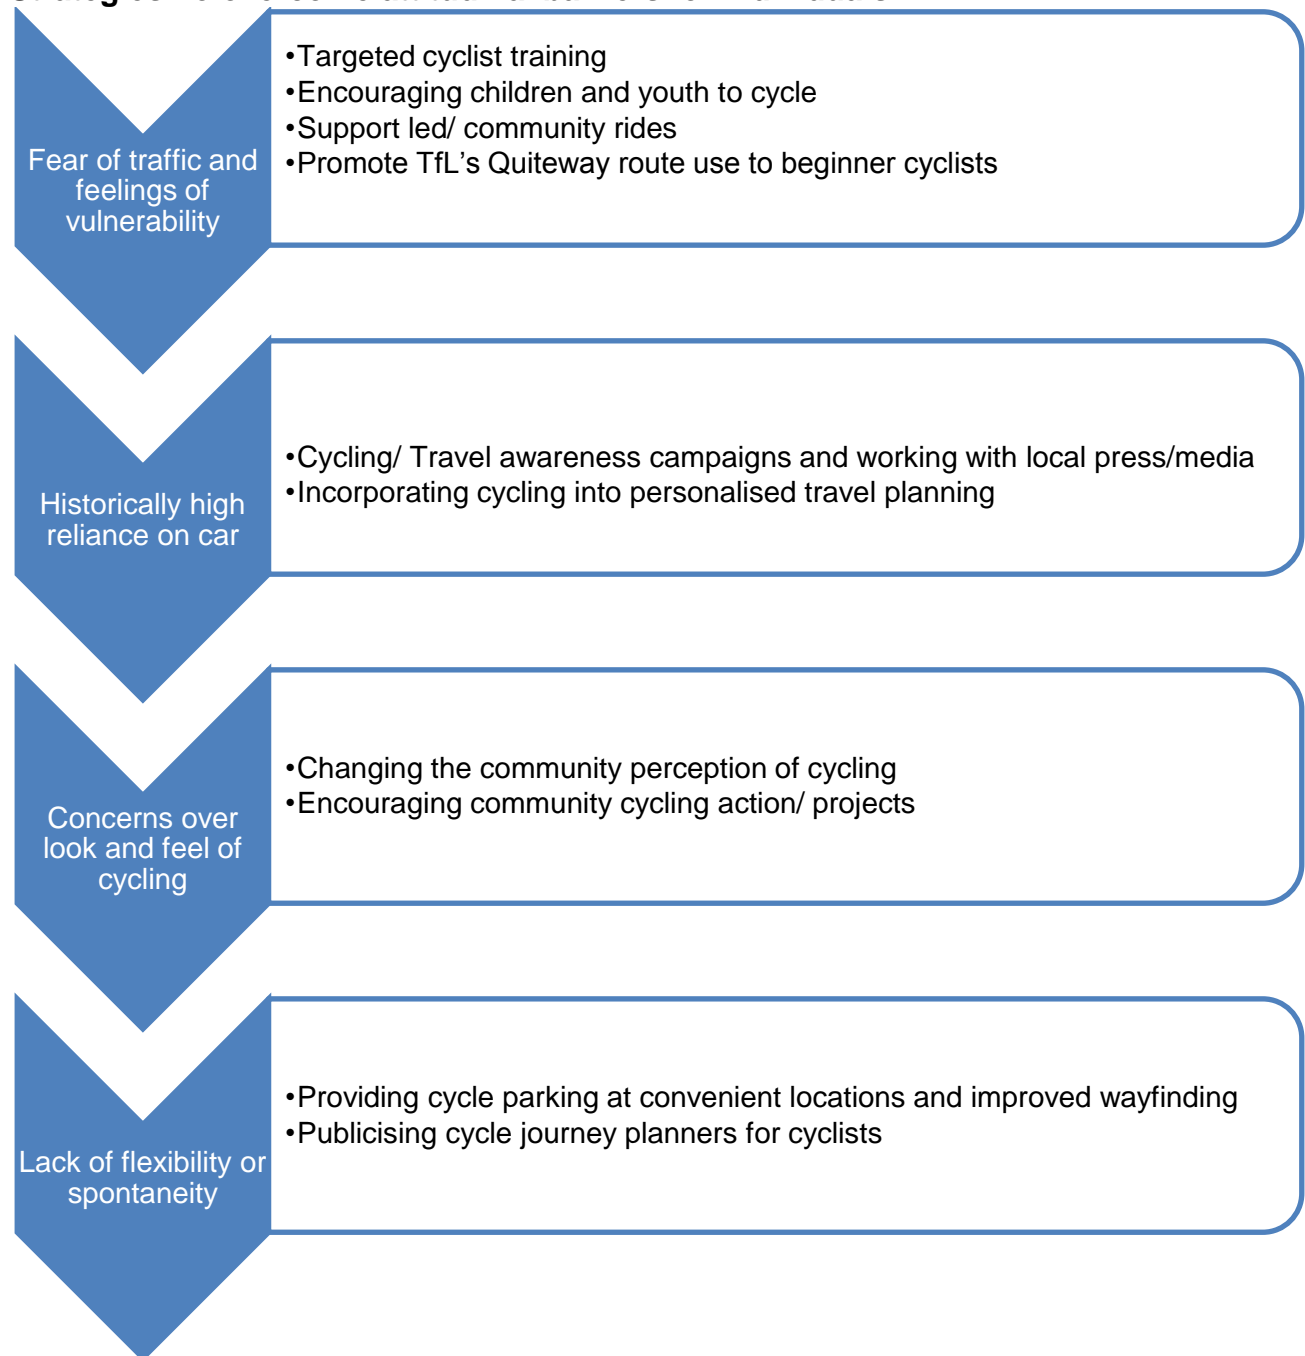 Fear of traffic and
feelings of
vulnerability
•Targeted cyclist training
•Encouraging children and youth to cycle
•Support led/ community rides
•Promote TfL's Quiteway route use to beginner cyclists
Historically high
reliance on car
•Cycling/ Travel awareness campaigns and working with local press/media
•Incorporating cycling into personalised travel planning
Concerns over
look and feel of
cycling
•Changing the community perception of cycling
•Encouraging community cycling action/ projects
Lack of flexibility or
spontaneity
•Providing cycle parking at convenient locations and improved wayfinding
•Publicising cycle journey planners for cyclists